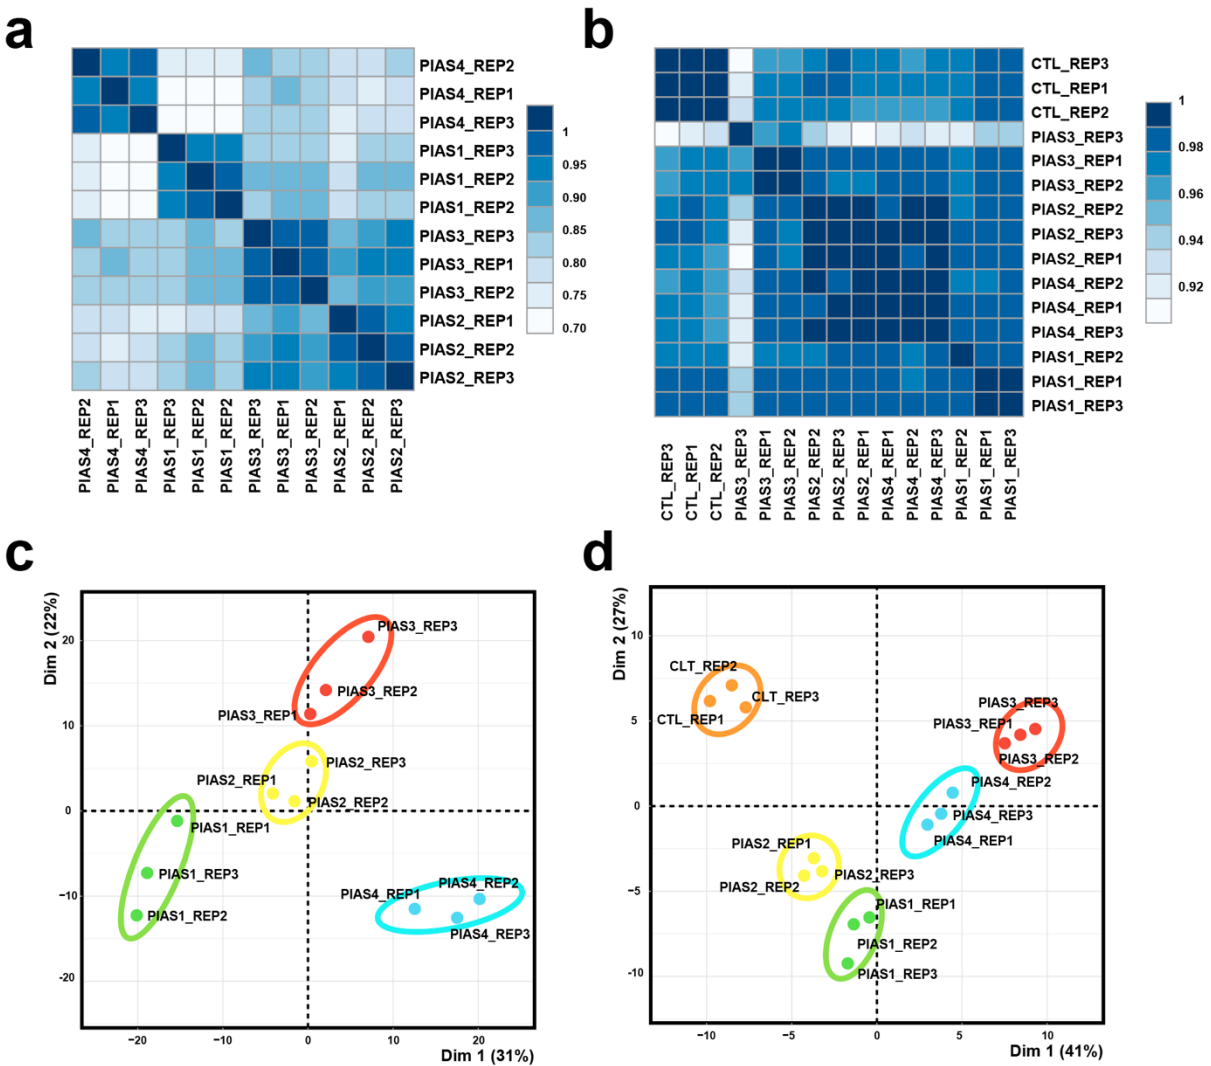 a
PIAS4_REP2
PIAS4_REP1
PIAS4_REP3
PIAS1_REP3
PIAS1_REP2
PIAS1_REP2
PIAS3_REP3
PIAS3_REP1
PIAS3_REP2
PIAS2_REP1
PIAS2_REP2
PIAS2_REP3
1
0.95
0.90
0.85
0.80
0.75
0.70
PIAS4_REP2
PIAS4_REP1
PIAS4_REP3
PIAS1_REP3
PIAS1_REP2
PIAS1_REP2
PIAS3_REP3
PIAS3_REP1
PIAS3_REP2
PIAS2_REP1
PIAS2_REP2
PIAS2_REP3
b
CTL_REP3
CTL_REP1
CTL_REP2
PIAS3_REP3
PIAS3_REP1
PIAS3_REP2
PIAS2_REP2
PIAS2_REP3
PIAS2_REP1
PIAS4_REP2
PIAS4_REP1
PIAS4_REP3
PIAS1_REP2
PIAS1_REP1
PIAS1_REP3
1
0.98
0.96
0.94
0.92
CTL_REP3
CTL_REP1
CTL_REP2
PIAS3_REP3
PIAS3_REP1
PIAS3_REP2
PIAS2_REP2
PIAS2_REP3
PIAS2_REP1
PIAS4_REP1
PIAS4_REP2
PIAS4_REP3
PIAS1_REP2
PIAS1_REP1
PIAS1_REP3
c
Dim 2 (22%)
20
10
0
−10
-20
PIAS3_REP3
PIAS3_REP2
PIAS3_REP1
PIAS2_REP3
PIAS2_REP1
PIAS2_REP2
PIAS1_REP1
PIAS1_REP3
PIAS1_REP2
PIAS4_REP2
PIAS4_REP1
PIAS4_REP3
−20
−10
0
10
20
Dim 1 (31%)
d
Dim 2 (27%)
10
5
0
−5
-10
CLT_REP2
CLT_REP3
CTL_REP1
PIAS3_REP3
PIAS3_REP1
PIAS3_REP2
PIAS4_REP2
PIAS4_REP3
PIAS4_REP1
PIAS2_REP1
PIAS2_REP3
PIAS2_REP2
PIAS1_REP1
PIAS1_REP2
PIAS1_REP3
−10
−5
0
5
10
Dim 1 (41%)